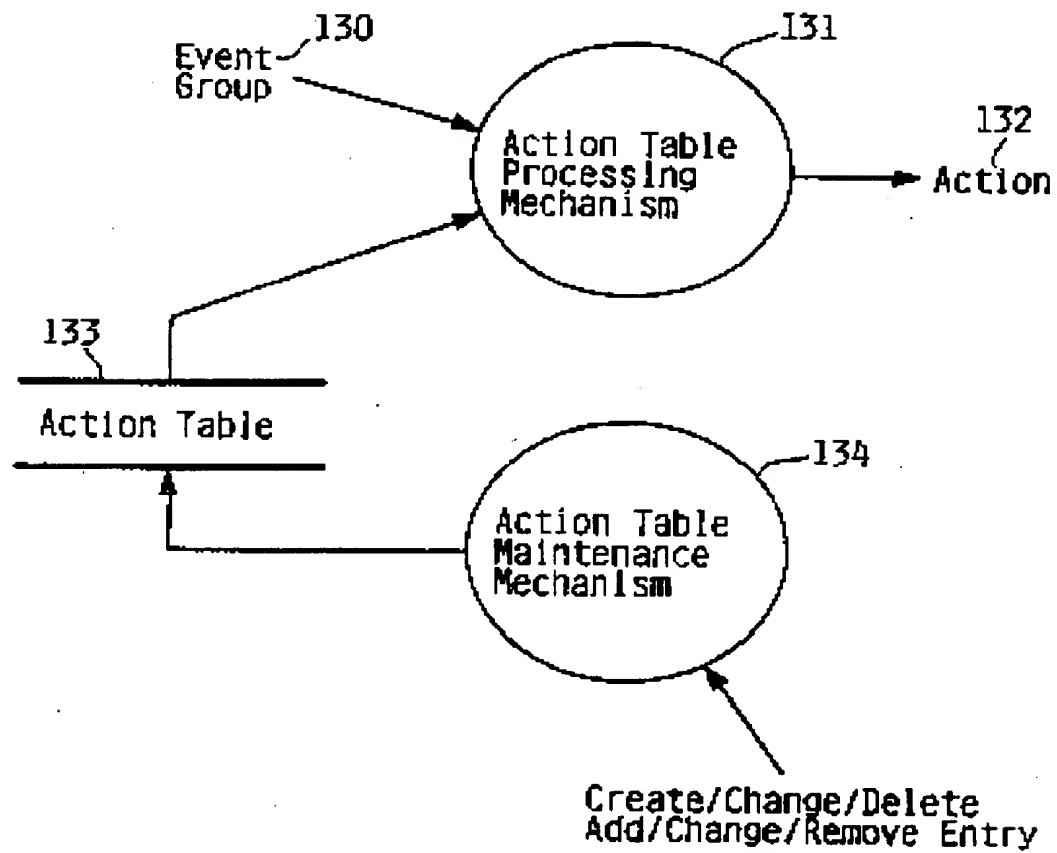 130
Event
Group
131
Action Table
Processing
Mechanism
132
Action
133
Action Table
134
Action Table
Maintenance
Mechanism
Create/Change/Delete
Add/Change/Remove Entry